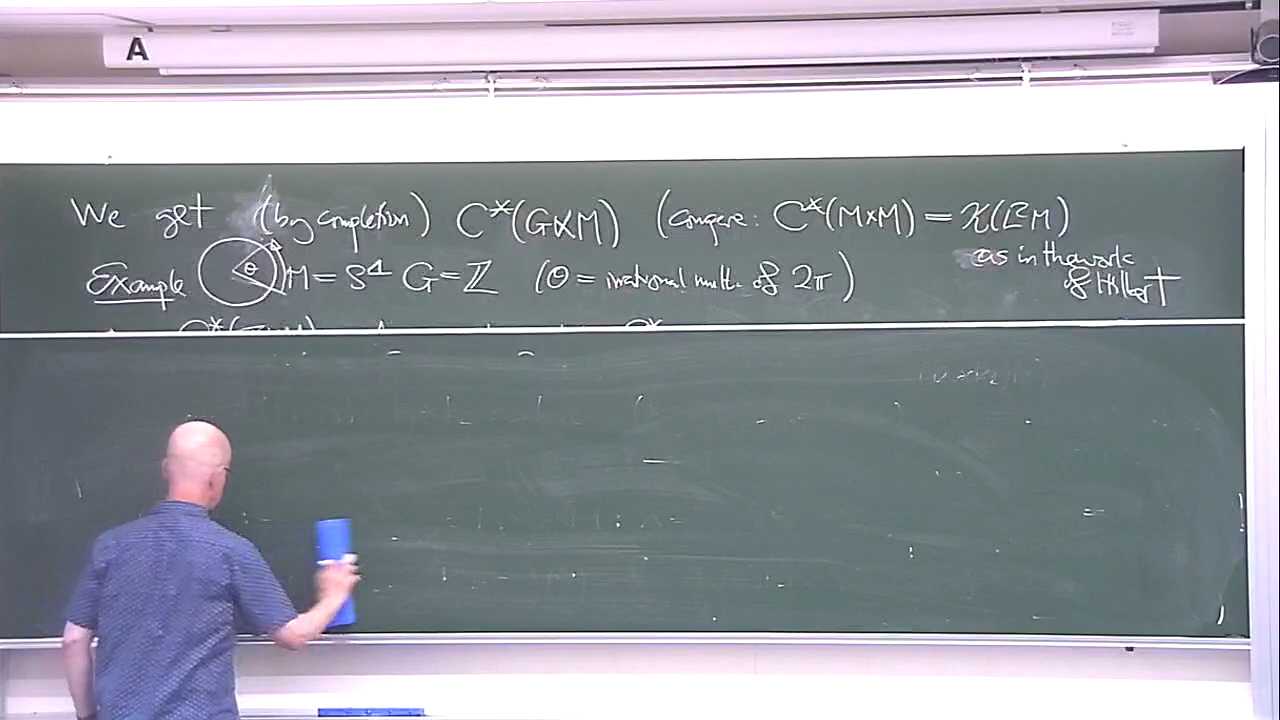 A
We get (by completion) C*(G⋉M) (compare: C*(M×M) = K(L²M)
as in the work
of Hilbert
Example θ M = S¹ G = ℤ (θ = irrational mult. of 2π)